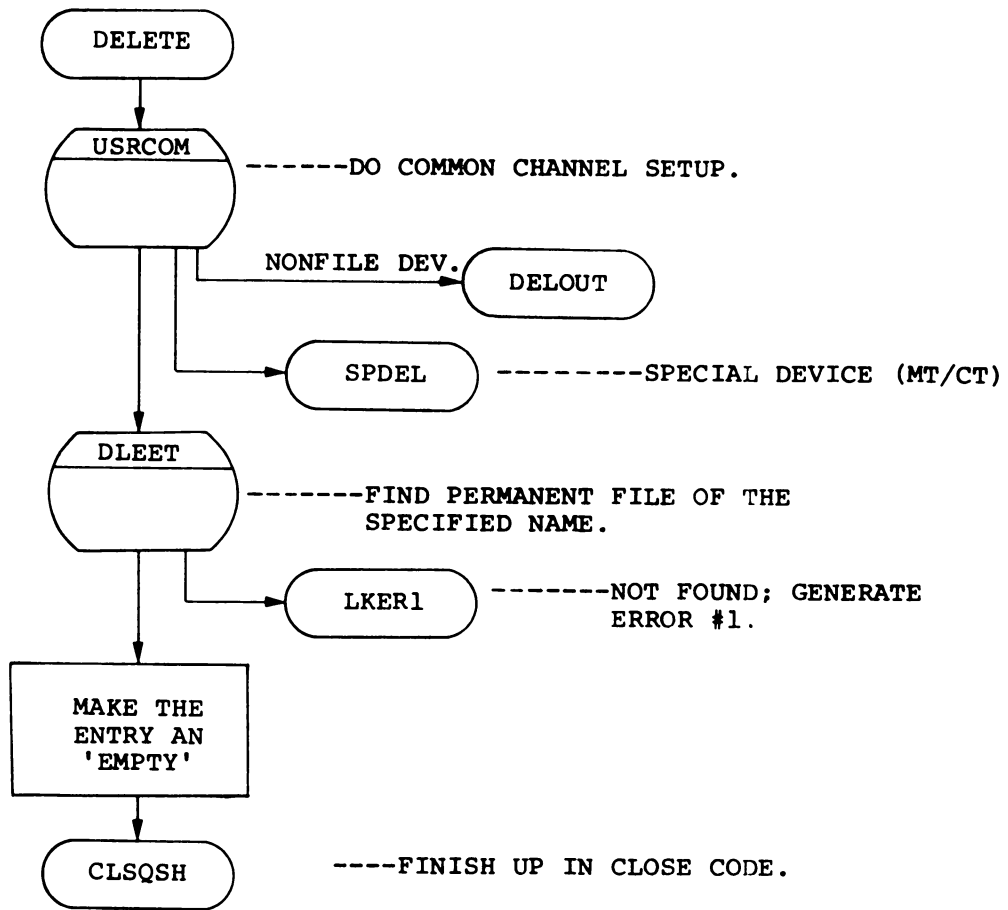 DELETE
USRCOM
------DO COMMON CHANNEL SETUP.
NONFILE DEV.
DELOUT
SPDEL
--------SPECIAL DEVICE (MT/CT)
DLEET
-------FIND PERMANENT FILE OF THE
SPECIFIED NAME.
LKER1
-------NOT FOUND; GENERATE
ERROR #1.
MAKE THE
ENTRY AN
'EMPTY'
CLSQSH
----FINISH UP IN CLOSE CODE.